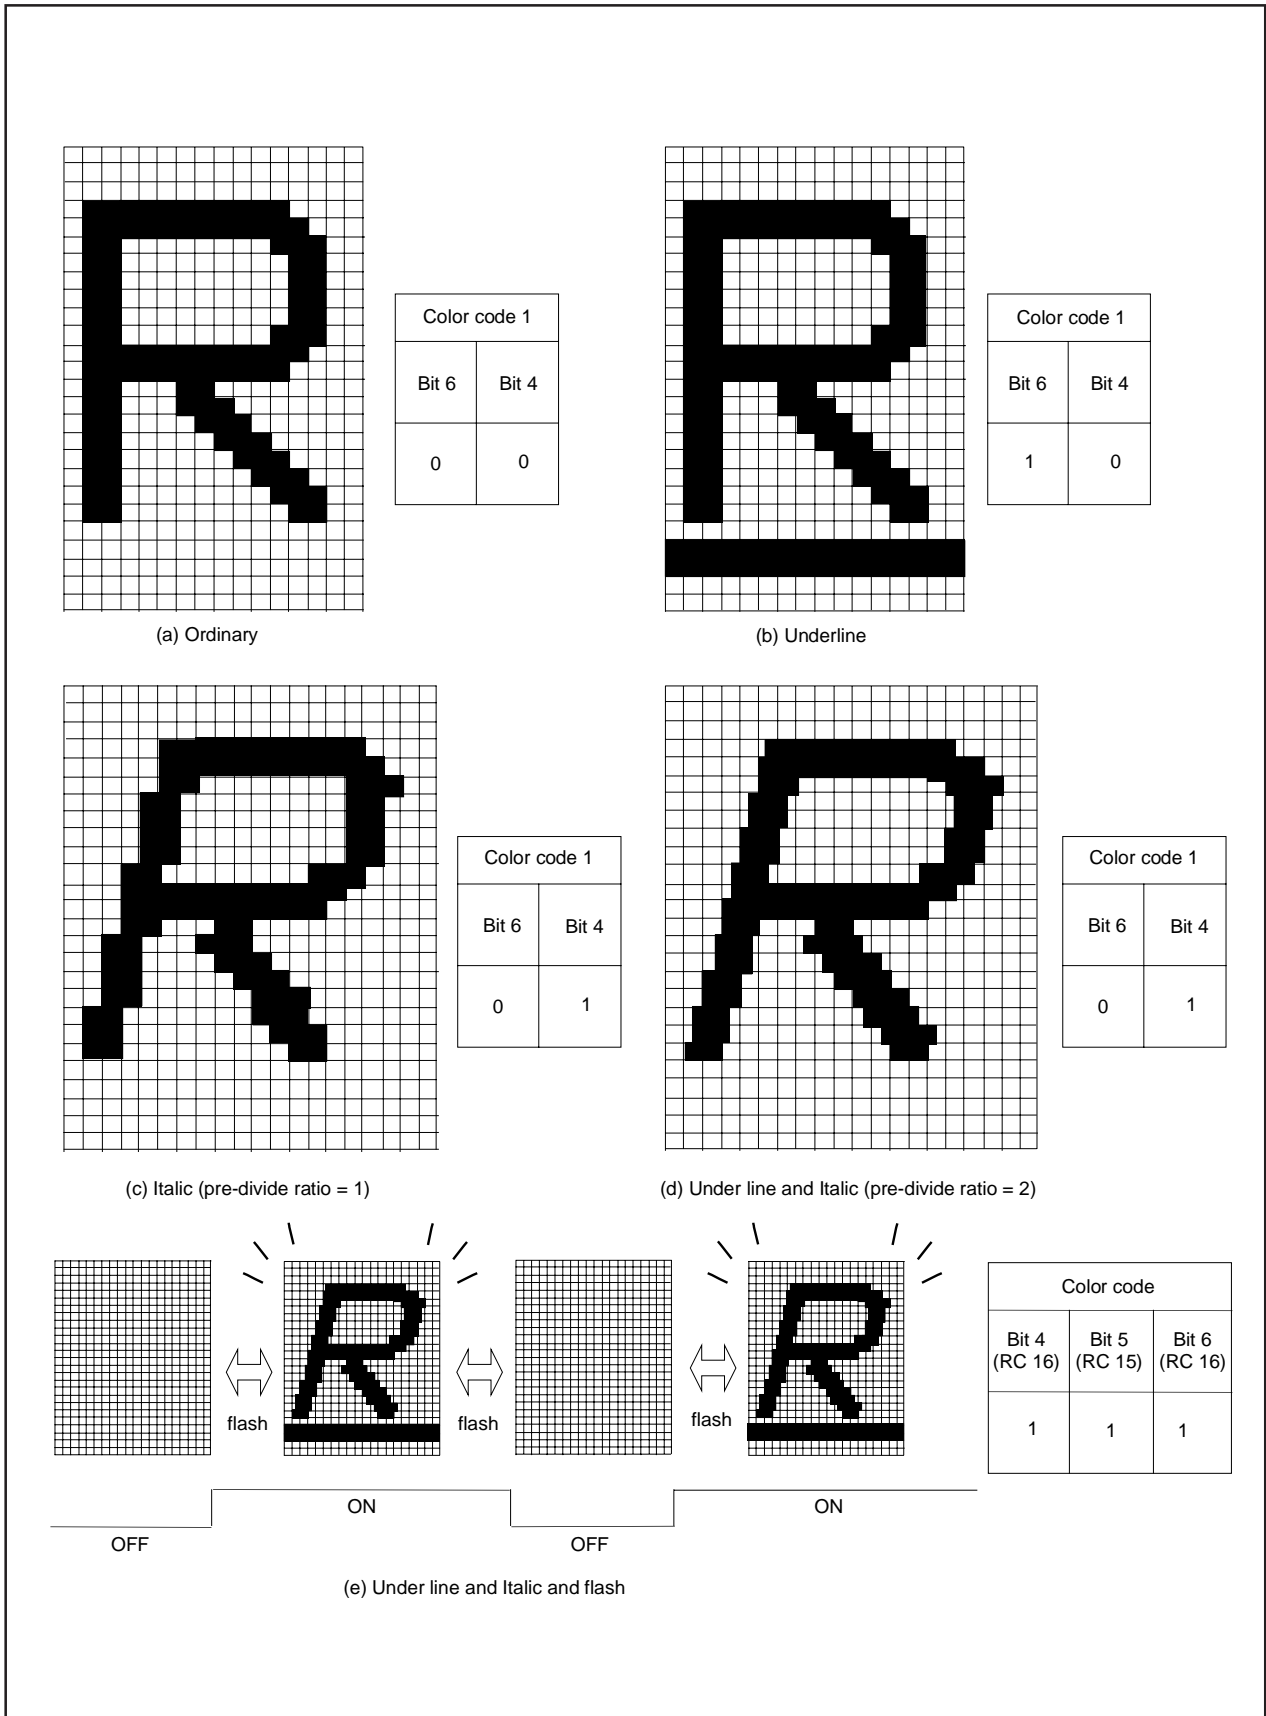 Color code 1
Bit 6 Bit 4
0 0
Color code 1
Bit 6 Bit 4
1 0
(a) Ordinary
(b) Underline
Color code 1
Bit 6 Bit 4
0 1
Color code 1
Bit 6 Bit 4
0 1
(c) Italic (pre-divide ratio = 1)
(d) Under line and Italic (pre-divide ratio = 2)
flash
flash
flash
Color code
Bit 4 Bit 5 Bit 6
(RC 16) (RC 15) (RC 16)
1 1 1
OFF
ON
OFF
ON
(e) Under line and Italic and flash